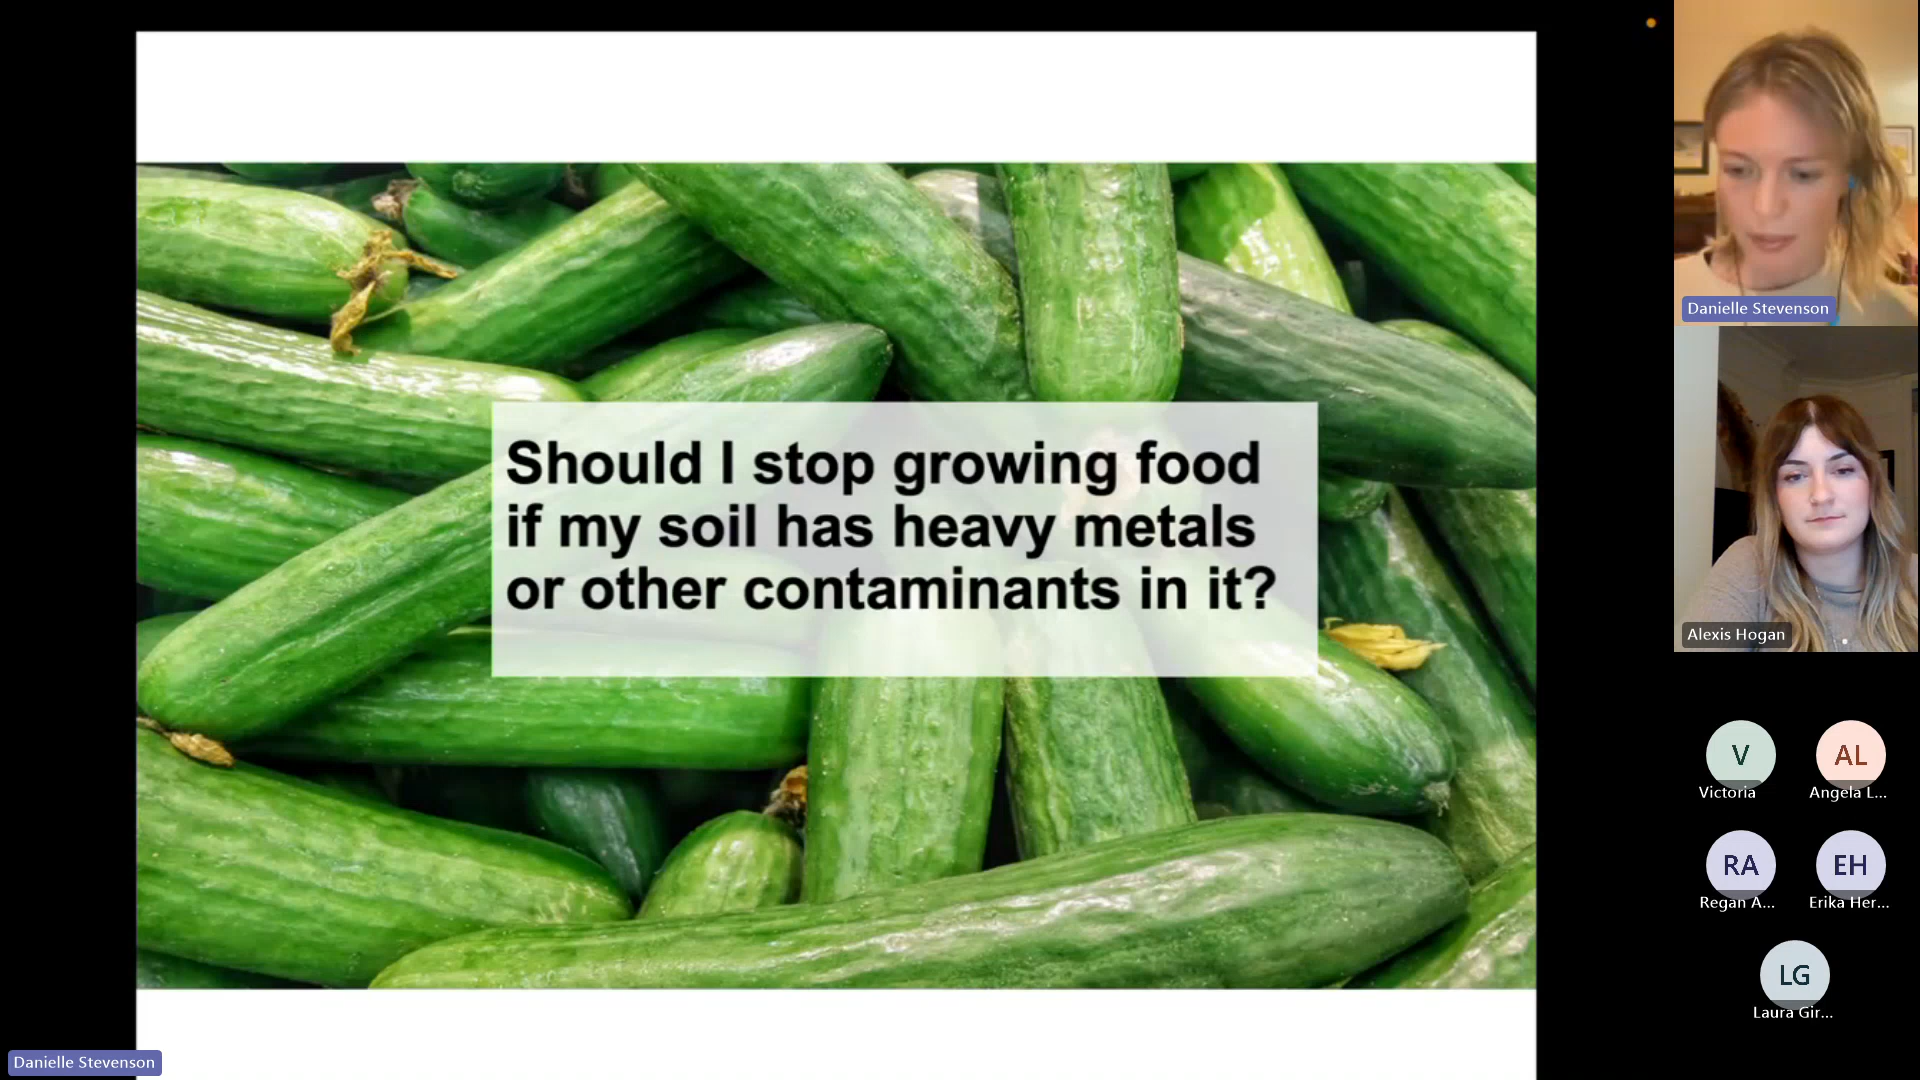 Should I stop growing food
if my soil has heavy metals
or other contaminants in it?
Danielle Stevenson
Danielle Stevenson
Alexis Hogan
V
AL
Victoria
Angela L...
RA
EH
Regan A...
Erika Her...
LG
Laura Gir...